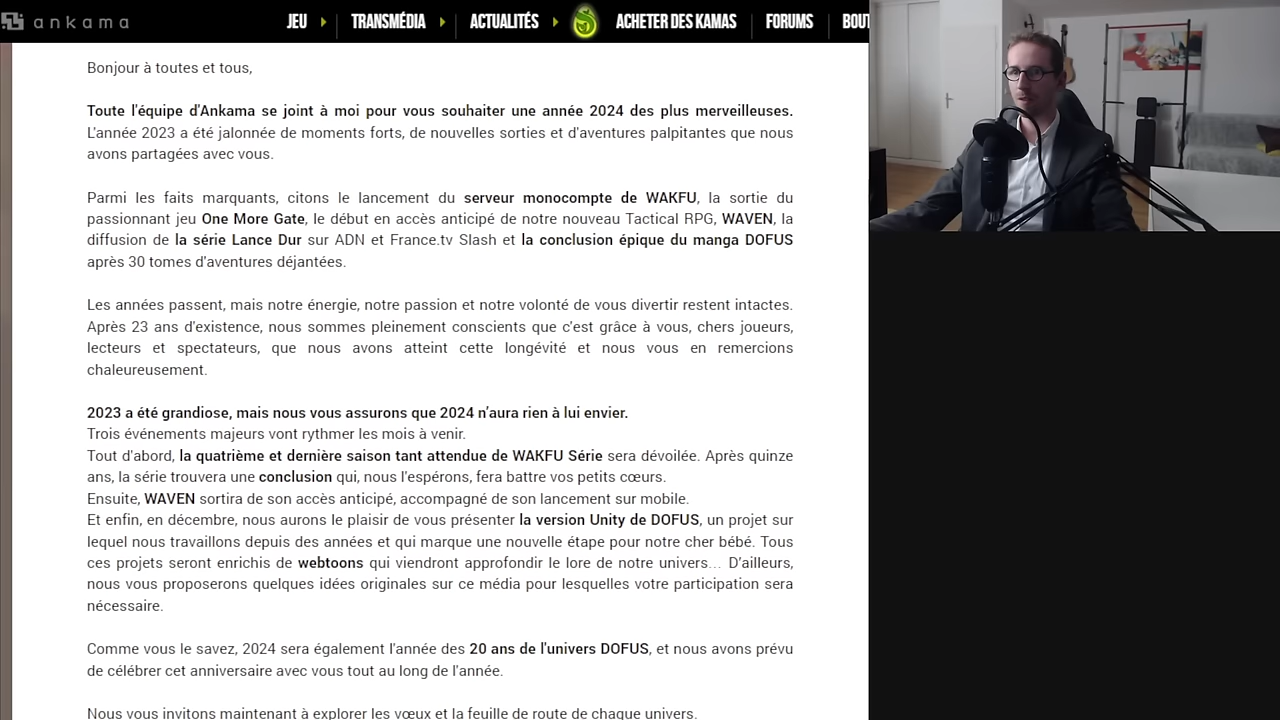 ankama
JEU
TRANSMÉDIA
ACTUALITÉS
ACHETER DES KAMAS
FORUMS
BOUT
Bonjour à toutes et tous,
Toute l'équipe d'Ankama se joint à moi pour vous souhaiter une année 2024 des plus merveilleuses.
L'année 2023 a été jalonnée de moments forts, de nouvelles sorties et d'aventures palpitantes que nous
avons partagées avec vous.
Parmi les faits marquants, citons le lancement du serveur monocompte de WAKFU, la sortie du
passionnant jeu One More Gate, le début en accès anticipé de notre nouveau Tactical RPG, WAVEN, la
diffusion de la série Lance Dur sur ADN et France.tv Slash et la conclusion épique du manga DOFUS
après 30 tomes d'aventures déjantées.
Les années passent, mais notre énergie, notre passion et notre volonté de vous divertir restent intactes.
Après 23 ans d'existence, nous sommes pleinement conscients que c'est grâce à vous, chers joueurs,
lecteurs et spectateurs, que nous avons atteint cette longévité et nous vous en remercions
chaleureusement.
2023 a été grandiose, mais nous vous assurons que 2024 n’aura rien à lui envier.
Trois événements majeurs vont rythmer les mois à venir.
Tout d'abord, la quatrième et dernière saison tant attendue de WAKFU Série sera dévoilée. Après quinze
ans, la série trouvera une conclusion qui, nous l'espérons, fera battre vos petits cœurs.
Ensuite, WAVEN sortira de son accès anticipé, accompagné de son lancement sur mobile.
Et enfin, en décembre, nous aurons le plaisir de vous présenter la version Unity de DOFUS, un projet sur
lequel nous travaillons depuis des années et qui marque une nouvelle étape pour notre cher bébé. Tous
ces projets seront enrichis de webtoons qui viendront approfondir le lore de notre univers… D’ailleurs,
nous vous proposerons quelques idées originales sur ce média pour lesquelles votre participation sera
nécessaire.
Comme vous le savez, 2024 sera également l'année des 20 ans de l'univers DOFUS, et nous avons prévu
de célébrer cet anniversaire avec vous tout au long de l'année.
Nous vous invitons maintenant à explorer les vœux et la feuille de route de chaque univers.